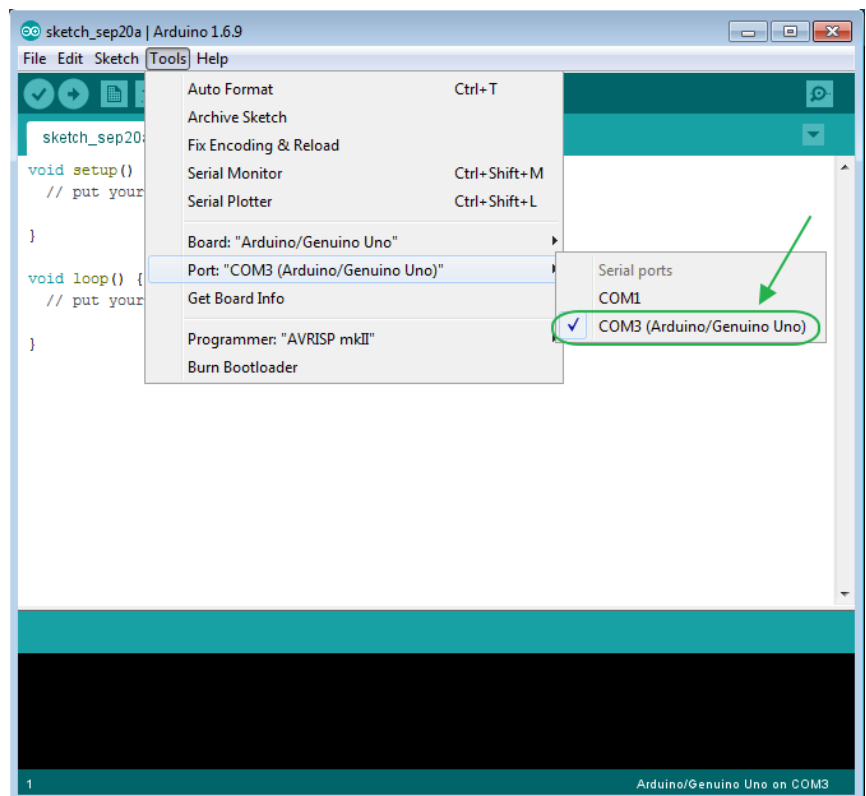 sketch_sep20a | Arduino 1.6.9
File Edit Sketch Tools Help
sketch_sep20a
Auto Format Ctrl+T
Archive Sketch
Fix Encoding & Reload
Serial Monitor Ctrl+Shift+M
Serial Plotter Ctrl+Shift+L
Board: "Arduino/Genuino Uno"
Port: "COM3 (Arduino/Genuino Uno)"
Get Board Info
Programmer: "AVRISP mkII"
Burn Bootloader
Serial ports
COM1
COM3 (Arduino/Genuino Uno)
void setup()
// put your
}
void loop() {
// put your
}
1 Arduino/Genuino Uno on COM3